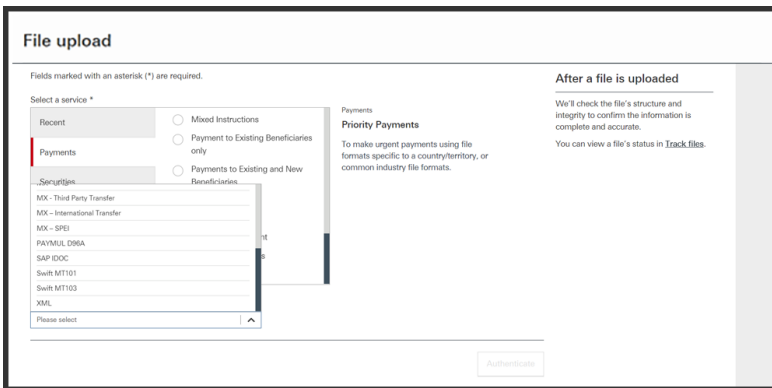 File upload
Fields marked with an asterisk (*) are required.
Select a service *
Recent
Payments
Securities
Mixed Instructions
Payment to Existing Beneficiaries
only
Payments to Existing and New
Beneficiaries
MX - Third Party Transfer
MX – International Transfer
MX – SPEI
PAYMUL D96A
SAP IDOC
Swift MT101
Swift MT103
XML
Please select
Payments
Priority Payments
To make urgent payments using file
formats specific to a country/territory, or
common industry file formats.
After a file is uploaded
We'll check the file's structure and
integrity to confirm the information is
complete and accurate.
You can view a file's status in Track files.
Authenticate